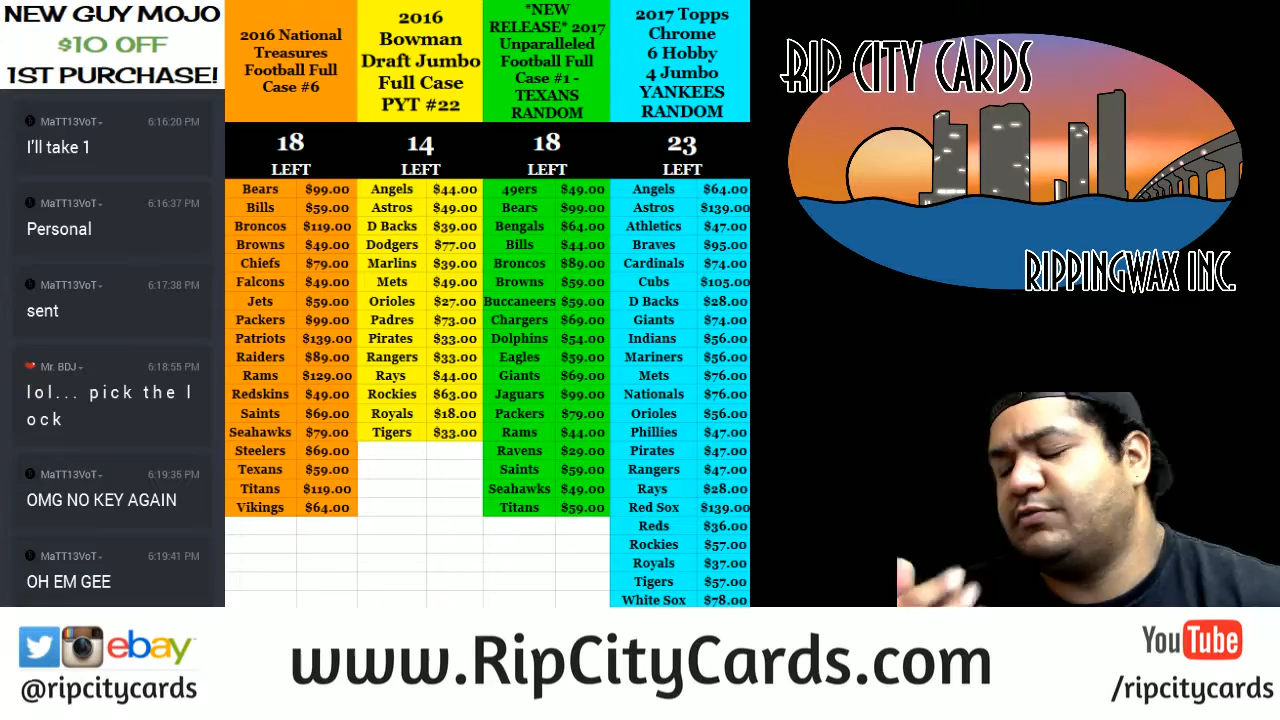 NEW GUY MOJO
$10 OFF
1ST PURCHASE!
MaTT13VoT 6:16:20 PM
I'll take 1
MaTT13VoT 6:16:37 PM
Personal
MaTT13VoT 6:17:38 PM
sent
Mr. BDJ 6:18:55 PM
lol... pick the l
ock
MaTT13VoT 6:19:35 PM
OMG NO KEY AGAIN
MaTT13VoT 6:19:41 PM
OH EM GEE
2016 National
Treasures
Football Full
Case #6
18
LEFT
Bears $99.00
Bills $59.00
Broncos $119.00
Browns $49.00
Chiefs $79.00
Falcons $49.00
Jets $59.00
Packers $99.00
Patriots $139.00
Raiders $89.00
Rams $129.00
Redskins $49.00
Saints $69.00
Seahawks $79.00
Steelers $69.00
Texans $59.00
Titans $119.00
Vikings $64.00
2016
Bowman
Draft Jumbo
Full Case
PYT #22
14
LEFT
Angels $44.00
Astros $49.00
D Backs $39.00
Dodgers $77.00
Marlins $39.00
Mets $49.00
Orioles $27.00
Padres $73.00
Pirates $33.00
Rangers $33.00
Rays $44.00
Rockies $63.00
Royals $18.00
Tigers $33.00
*NEW
RELEASE* 2017
Unparalleled
Football Full
Case #1 -
TEXANS
RANDOM
18
LEFT
49ers $49.00
Bears $99.00
Bengals $64.00
Bills $44.00
Broncos $89.00
Browns $59.00
Buccaneers $59.00
Chargers $69.00
Dolphins $54.00
Eagles $59.00
Giants $69.00
Jaguars $99.00
Packers $79.00
Rams $44.00
Ravens $29.00
Saints $59.00
Seahawks $49.00
Titans $59.00
2017 Topps
Chrome
6 Hobby
4 Jumbo
YANKEES
RANDOM
23
LEFT
Angels $64.00
Astros $139.00
Athletics $47.00
Braves $95.00
Cardinals $74.00
Cubs $105.00
D Backs $28.00
Giants $74.00
Indians $56.00
Mariners $56.00
Mets $76.00
Nationals $76.00
Orioles $56.00
Phillies $47.00
Pirates $47.00
Rangers $47.00
Rays $28.00
Red Sox $139.00
Reds $36.00
Rockies $57.00
Royals $37.00
Tigers $57.00
White Sox $78.00
RIP CITY CARDS
RIPPINGWAX INC.
ebay
@ripcitycards
www.RipCityCards.com
YouTube
/ripcitycards